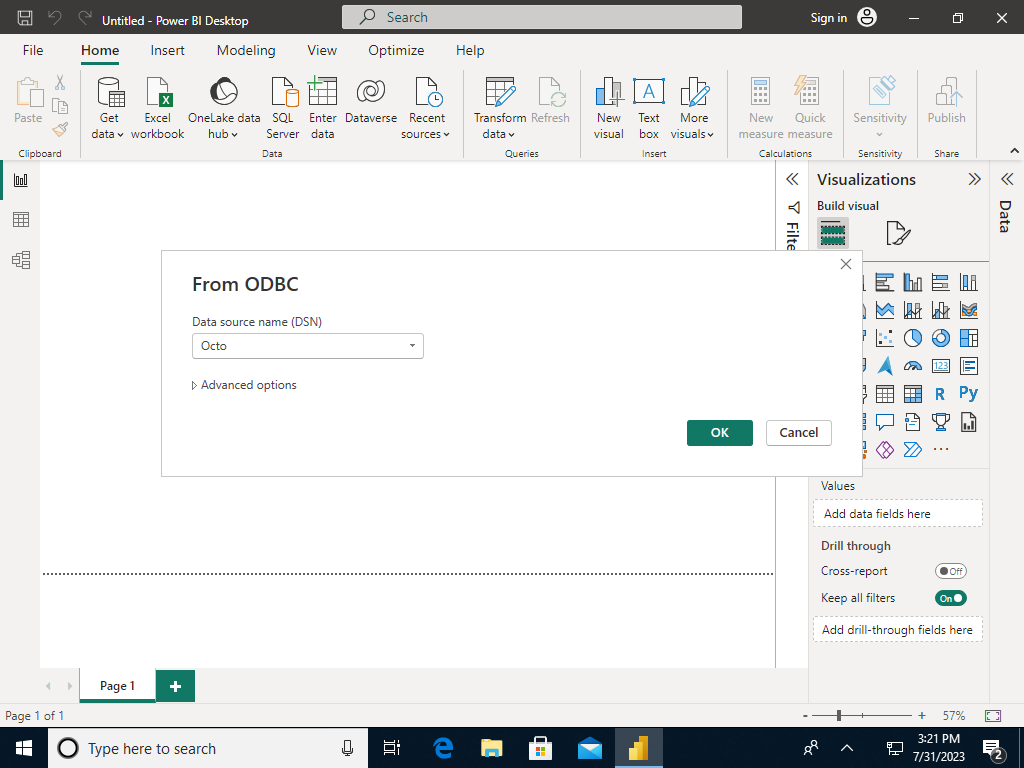 Untitled - Power BI Desktop
Search
Sign in
File Home Insert Modeling View Optimize Help
Paste
Get data
Excel workbook
OneLake data hub
SQL Server
Enter data
Dataverse
Recent sources
Transform data
Refresh
New visual
Text box
More visuals
New measure
Quick measure
Sensitivity
Publish
Clipboard
Data
Queries
Insert
Calculations
Sensitivity
Share
Visualizations
Build visual
Data
From ODBC
Data source name (DSN)
Octo
Advanced options
OK
Cancel
123
R
Py
Values
Add data fields here
Drill through
Cross-report
Off
Keep all filters
On
Add drill-through fields here
Page 1
Page 1 of 1
- + 57%
Type here to search
3:21 PM
7/31/2023
2